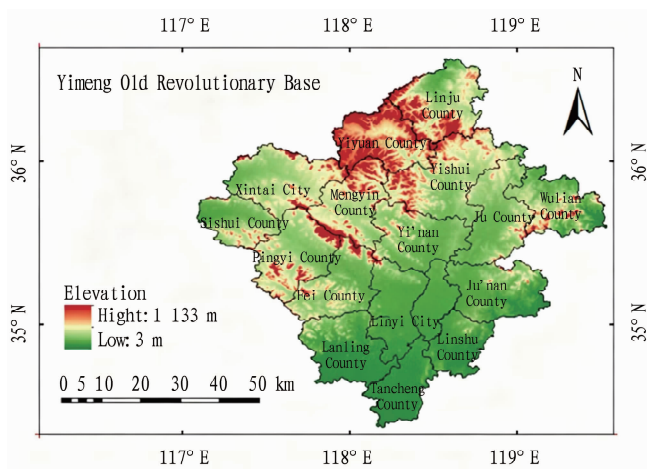 117° E 118° E 119° E
Yimeng Old Revolutionary Base
N
36° N
35° N
36° N
35° N
Linju
County
Yiyuan County
Yishui
County
Xintai City
Mengyin
County
Wulian
County
Sishui County
Ju County
Yi'nan
County
Pingyi County
Fei County
Ju'nan
County
Linyi City
Lanling
County
Linshu
County
Tancheng
County
Elevation
Hight: 1 133 m
Low: 3 m
0 5 10 20 30 40 50 km
117° E 118° E 119° E